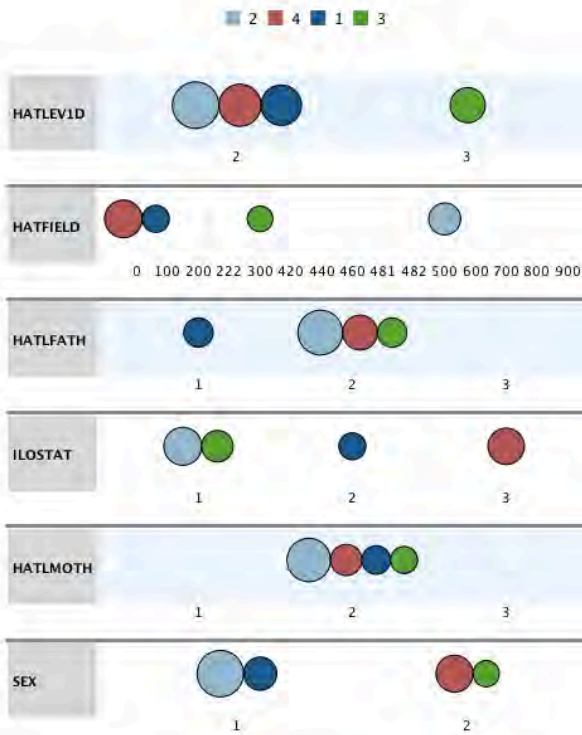 2 4 1 3
HATLEV1D
2 3
HATFIELD
0 100 200 222 300 420 440 460 481 482 500 600 700 800 900
HATLFATH
1 2 3
ILOSTAT
1 2 3
HATLMOTH
1 2 3
SEX
1 2